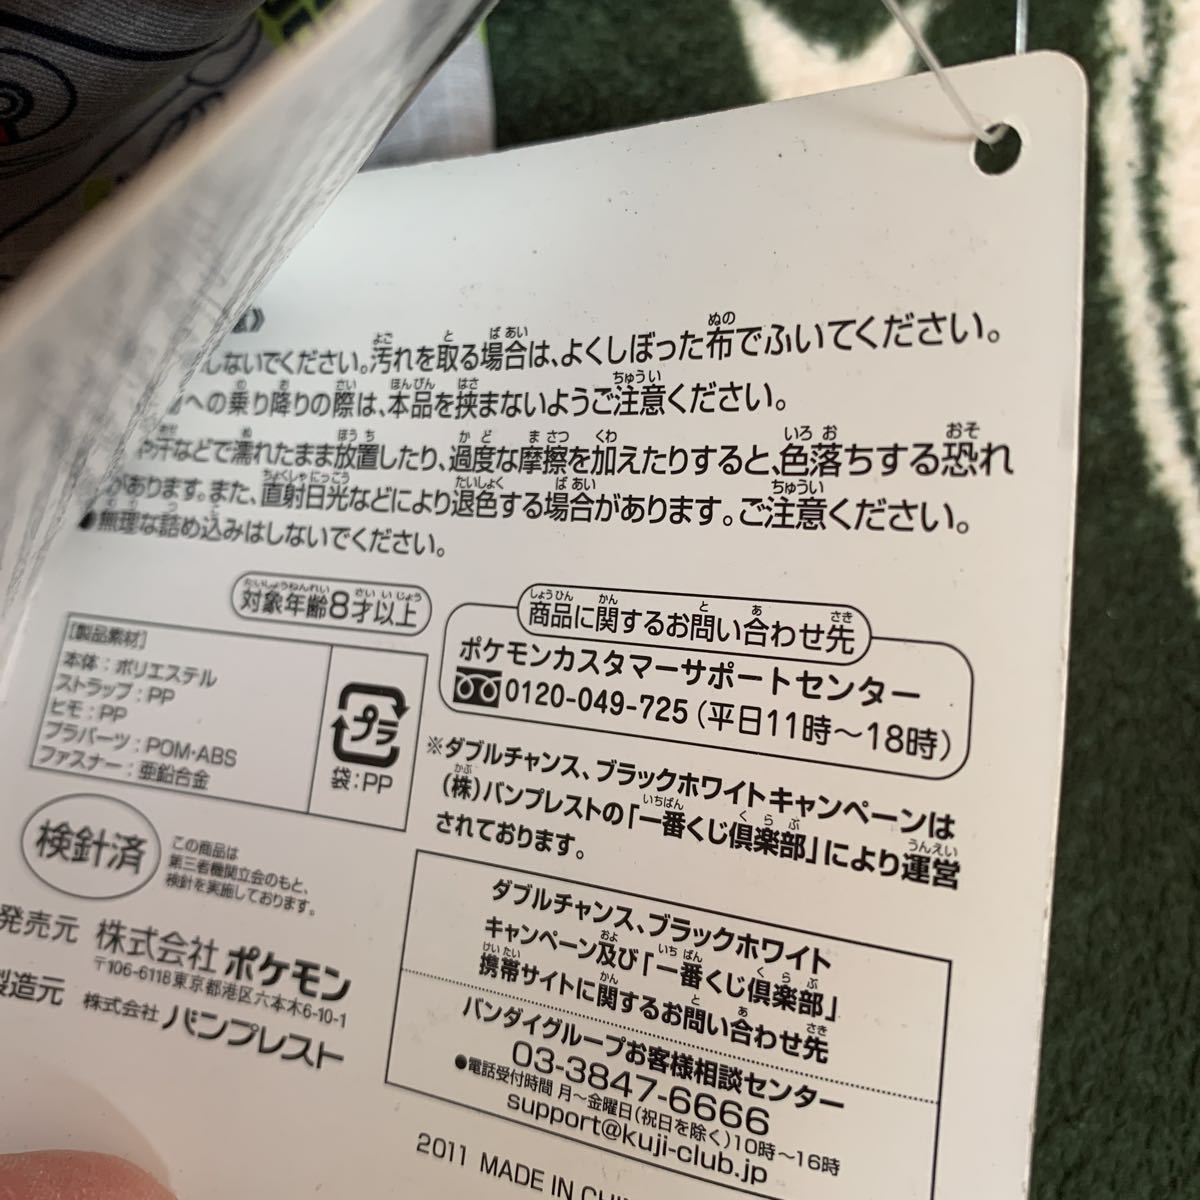 しないでください。汚れを取る場合は、よくしぼった布でふいてください。
への乗り降りの際は、本品を挟まないようご注意ください。
や汗などで濡れたまま放置したり、過度な摩擦を加えたりすると、色落ちする恐れ
があります。また、直射日光などにより退色する場合があります。ご注意ください。
●無理な詰め込みはしないでください。
対象年齢8才以上
[製品素材]
本体：ポリエステル
ストラップ：PP
ヒモ：PP
プラパーツ：POM・ABS
ファスナー：亜鉛合金
プラ
袋：PP
検針済
この商品は
第三者機関立会のもと、
検針を実施しております。
発売元 株式会社 ポケモン
〒106-6118東京都港区六本木6-10-1
製造元 株式会社 バンプレスト
商品に関するお問い合わせ先
ポケモンカスタマーサポートセンター
0120-049-725（平日11時～18時）
※ダブルチャンス、ブラックホワイトキャンペーンは
(株)バンプレストの「一番くじ倶楽部」により運営
されております。
ダブルチャンス、ブラックホワイト
キャンペーン及び「一番くじ倶楽部」
携帯サイトに関するお問い合わせ先
バンダイグループお客様相談センター
03-3847-6666
●電話受付時間 月～金曜日(祝日を除く)10時～16時
support@kuji-club.jp
2011 MADE IN